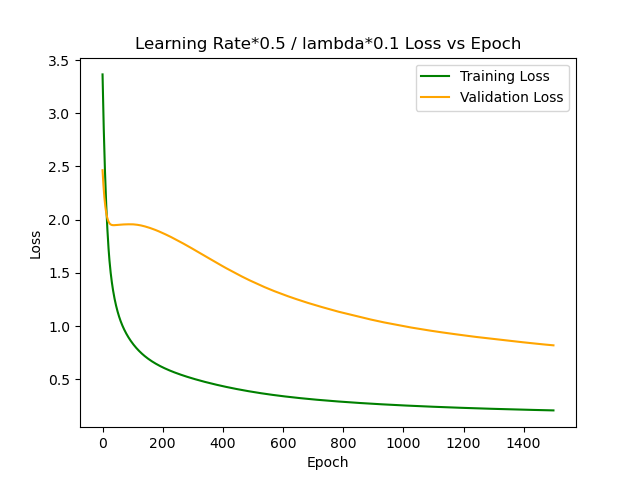 Learning Rate*0.5 / lambda*0.1 Loss vs Epoch
Training Loss
Validation Loss
3.5
3.0
2.5
2.0
1.5
1.0
0.5
Loss
0 200 400 600 800 1000 1200 1400
Epoch